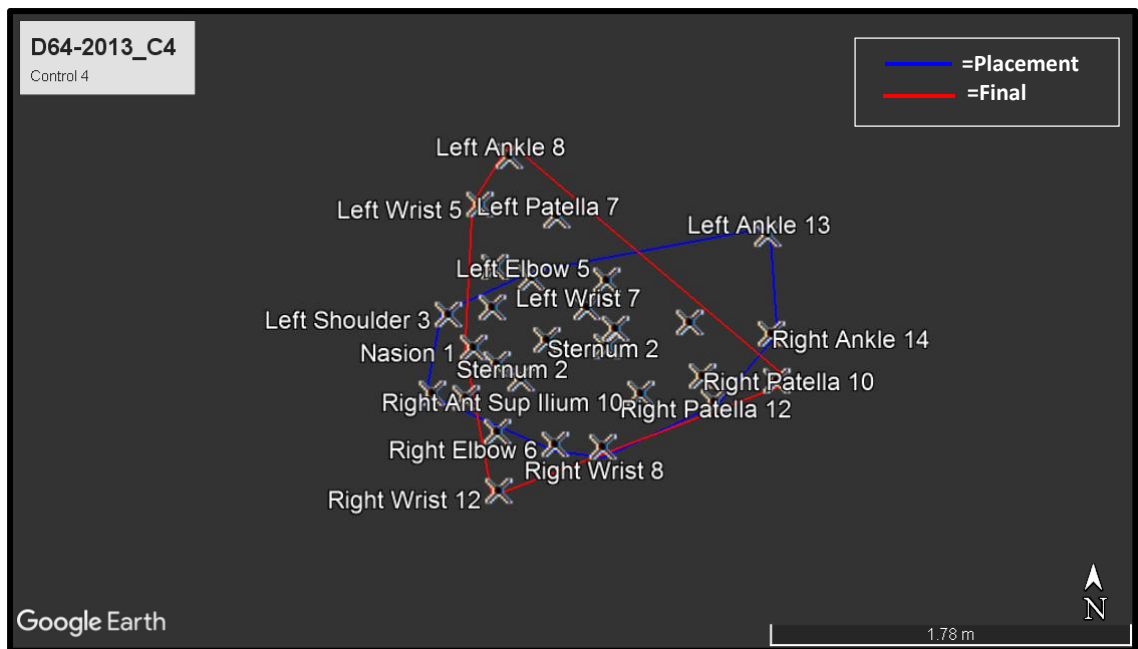 D64-2013_C4
Control 4
=Placement
=Final
Left Ankle 8
Left Wrist 5
Left Patella 7
Left Ankle 13
Left Elbow 5
Left Wrist 7
Left Shoulder 3
Right Ankle 14
Nasion 1
Sternum 2
Sternum 2
Right Patella 10
Right Ant Sup Ilium 10
Right Patella 12
Right Elbow 6
Right Wrist 8
Right Wrist 12
N
Google Earth
1.78 m